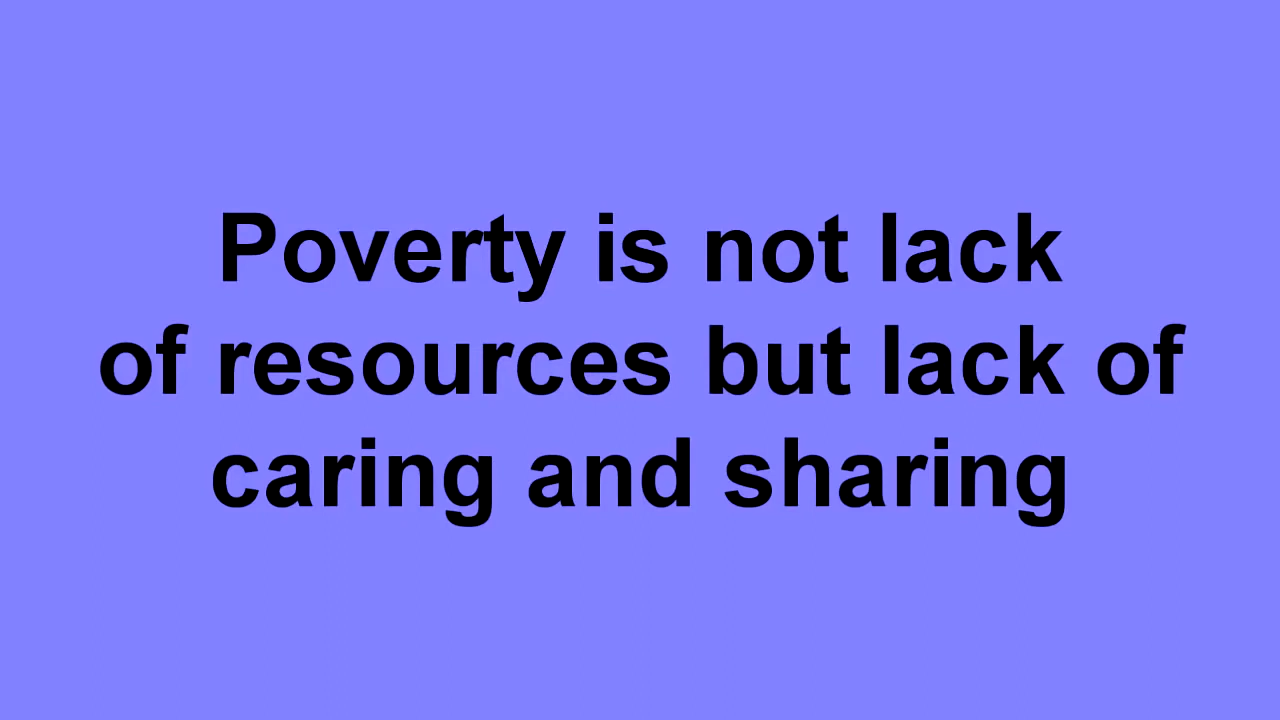 Poverty is not lack
of resources but lack of
caring and sharing